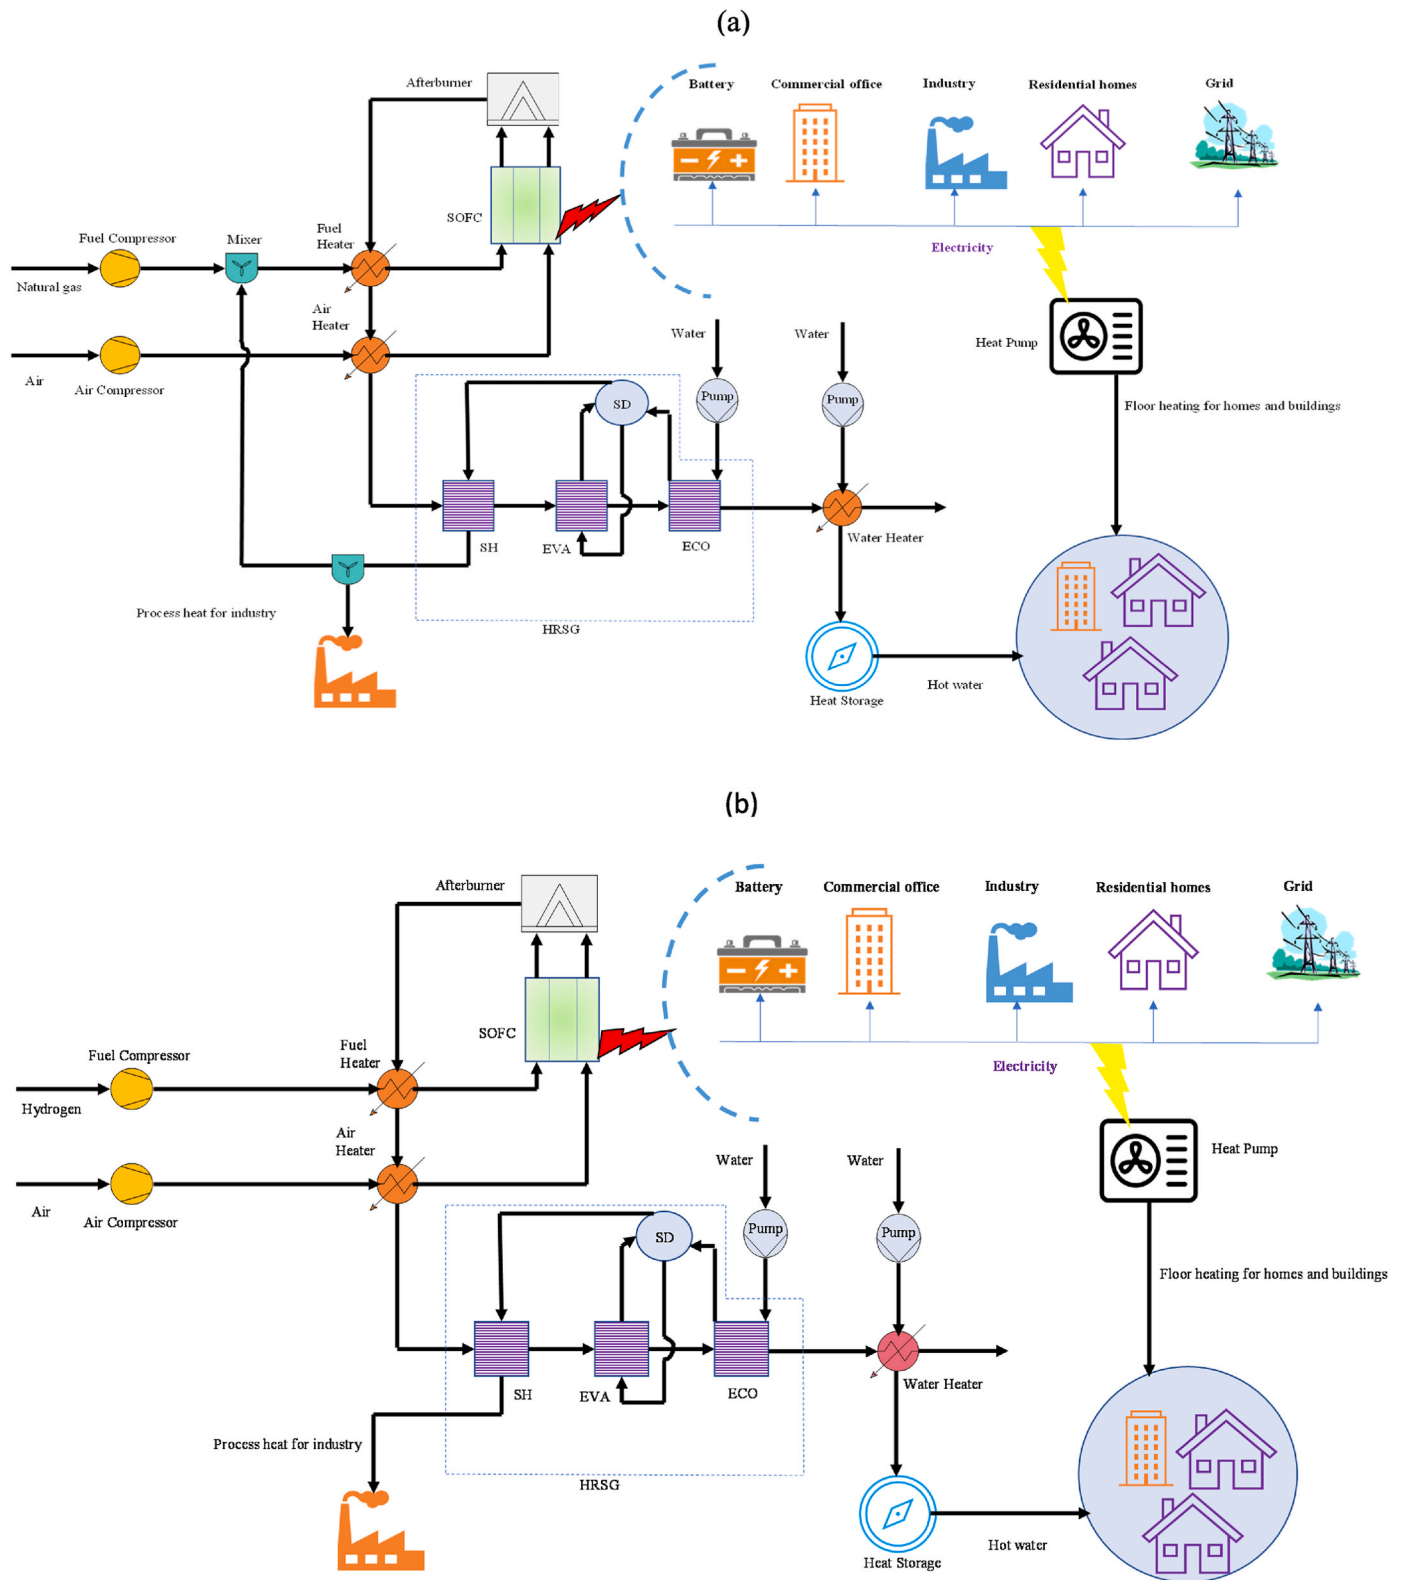 (a)
Afterburner
Battery
Commercial office
Industry
Residential homes
Grid
SOFC
Fuel
Heater
Fuel Compressor
Mixer
Electricity
Natural gas
Air
Heater
Water
Water
Heat Pump
Air
Air Compressor
SD
Pump
Pump
Floor heating for homes and buildings
SH
EVA
ECO
Water Heater
Process heat for industry
HRSG
Hot water
Heat Storage
(b)
Afterburner
Battery
Commercial office
Industry
Residential homes
Grid
SOFC
Fuel
Heater
Fuel Compressor
Electricity
Hydrogen
Air
Heater
Water
Water
Heat Pump
Air
Air Compressor
SD
Pump
Pump
Floor heating for homes and buildings
SH
EVA
ECO
Water Heater
Process heat for industry
HRSG
Hot water
Heat Storage